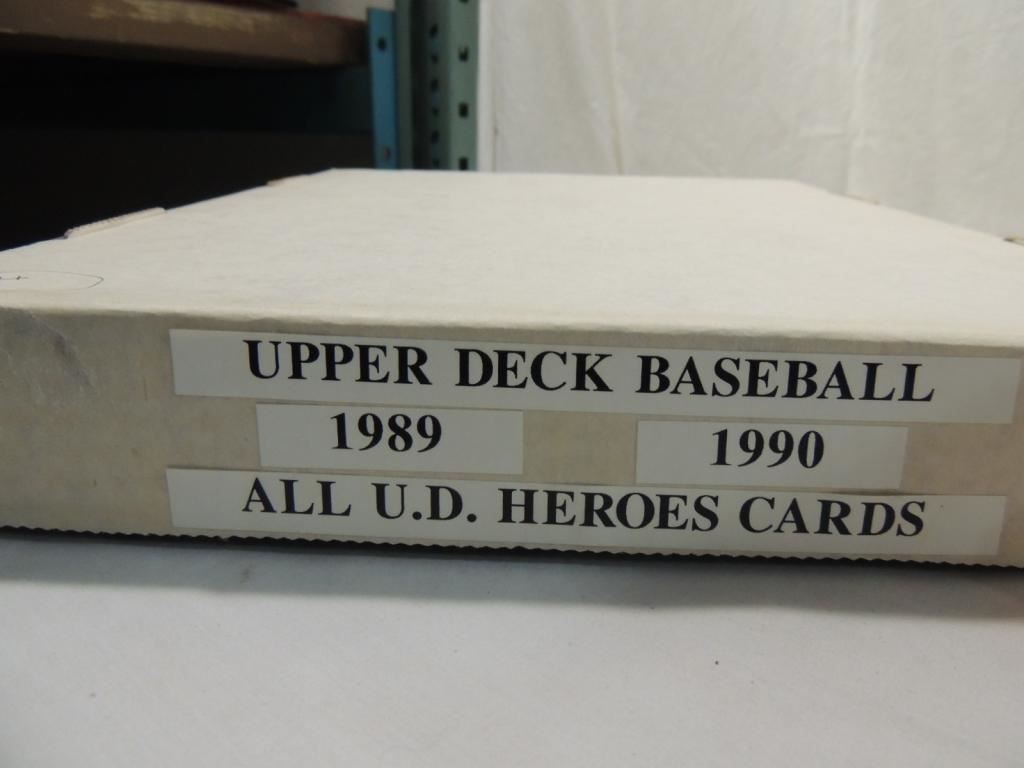 UPPER DECK BASEBALL
1989 1990
ALL U.D. HEROES CARDS